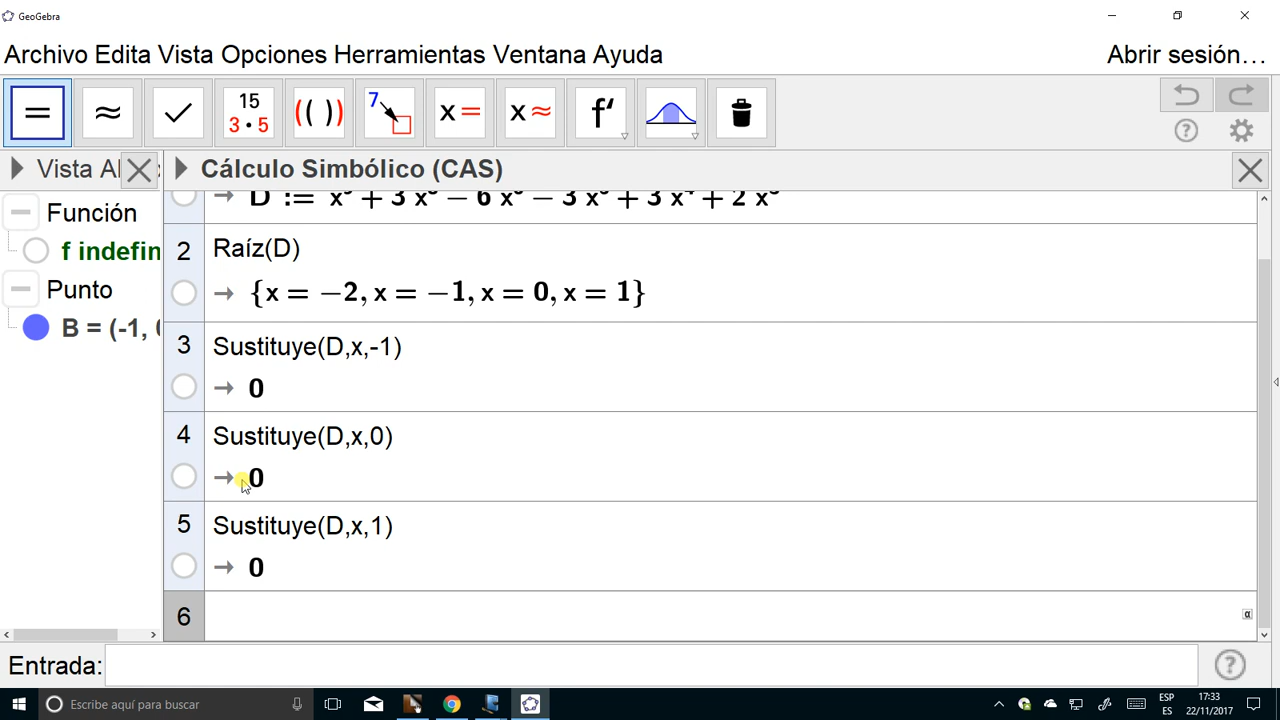 GeoGebra
Archivo Edita Vista Opciones Herramientas Ventana Ayuda
Abrir sesión…
= ≈ ✓ 15 3 • 5 (( )) 7 x = x ≈ f‘
Vista Al
Cálculo Simbólico (CAS)
Función
f indefin
Punto
B = (-1, 0
→ D :=
2 Raíz(D)
→ {x = −2, x = −1, x = 0, x = 1}
3 Sustituye(D,x,-1)
→ 0
4 Sustituye(D,x,0)
→ 0
5 Sustituye(D,x,1)
→ 0
6
α
Entrada:
Escribe aquí para buscar
ESP
ES
17:33
22/11/2017